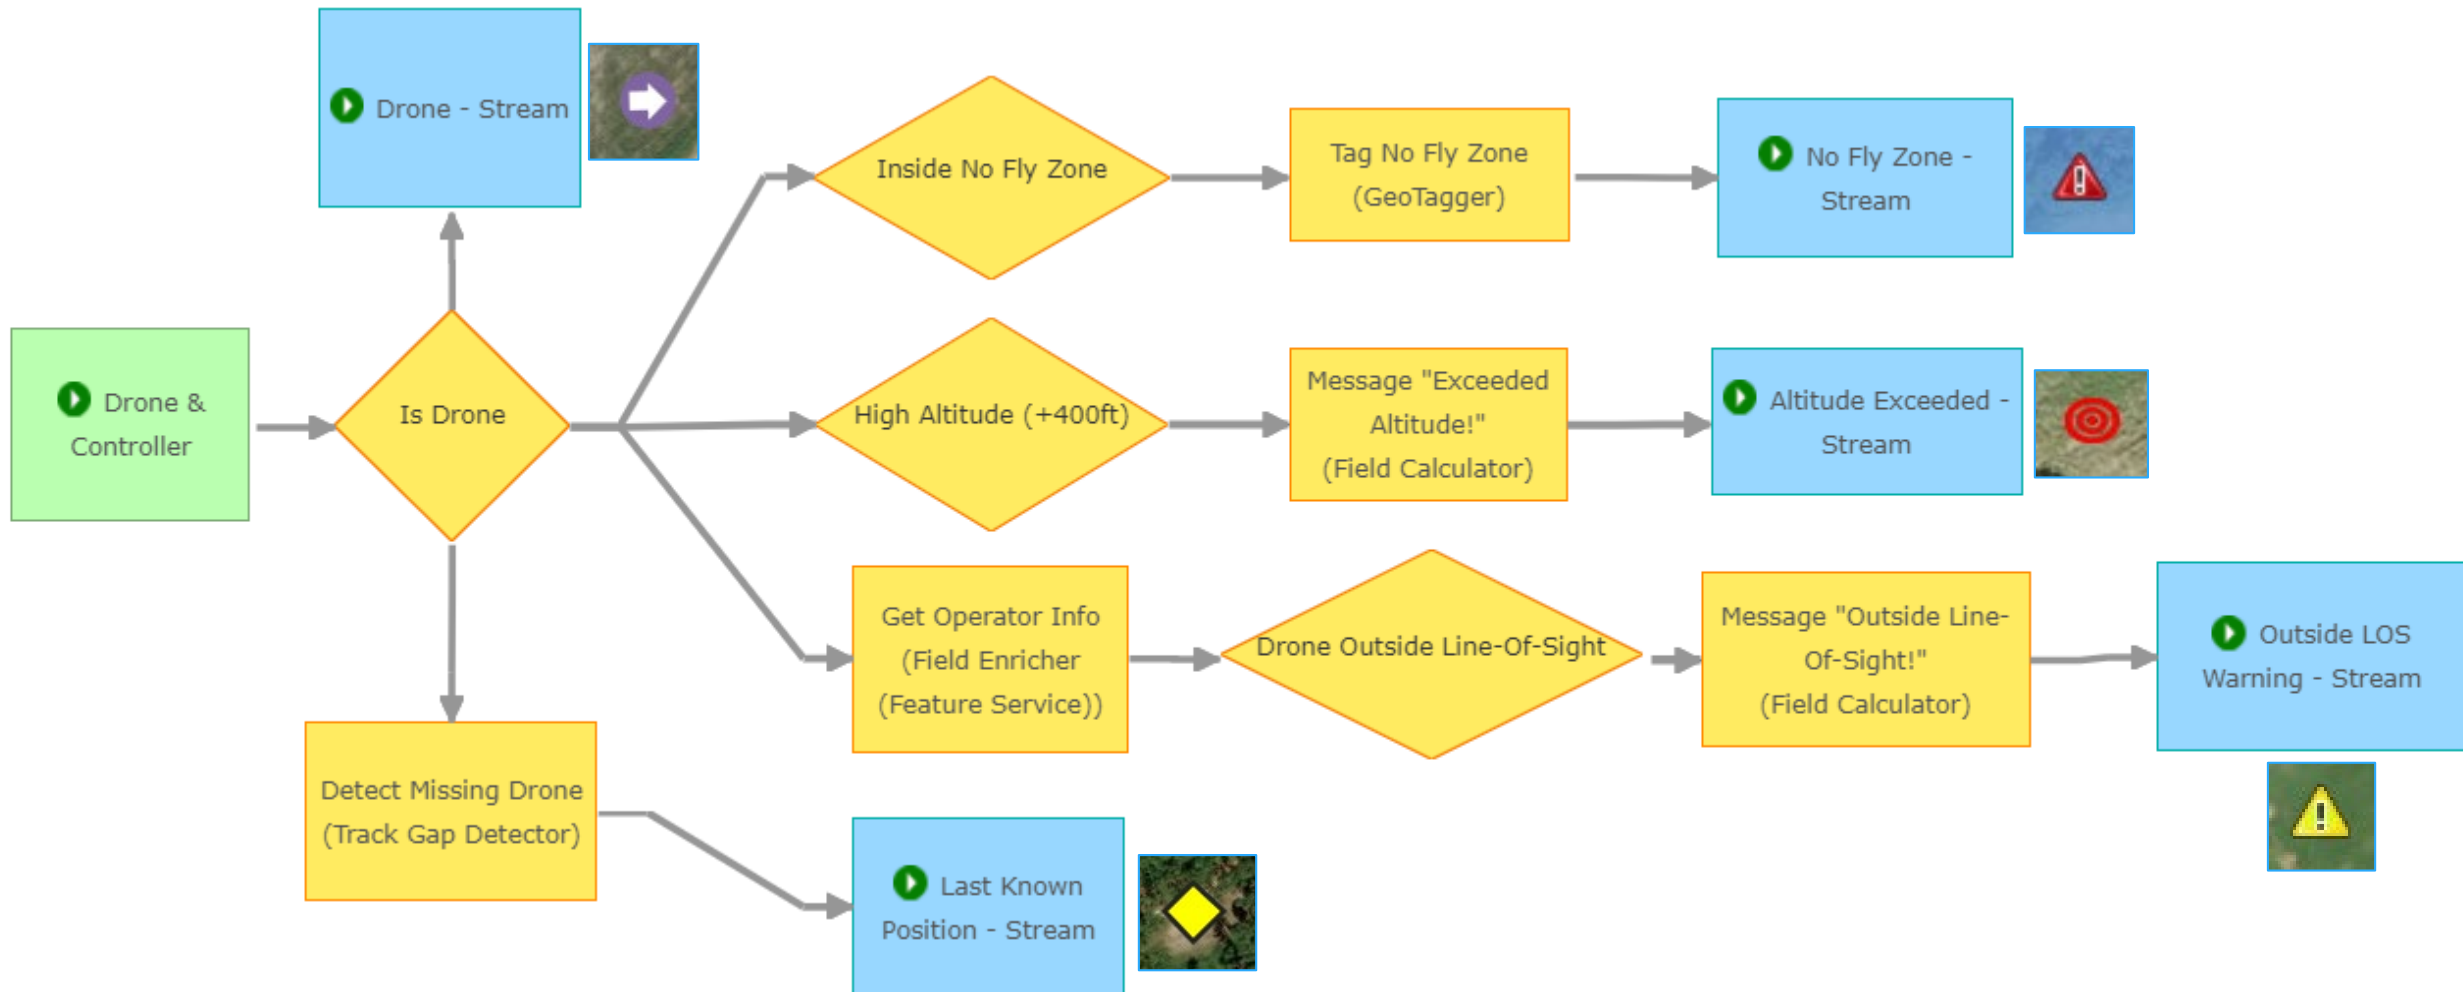 Drone - Stream
Inside No Fly Zone
Tag No Fly Zone
(GeoTagger)
No Fly Zone -
Stream
Drone &
Controller
Is Drone
High Altitude (+400ft)
Message "Exceeded
Altitude!"
(Field Calculator)
Altitude Exceeded -
Stream
Get Operator Info
(Field Enricher
(Feature Service))
Drone Outside Line-Of-Sight
Message "Outside Line-
Of-Sight!"
(Field Calculator)
Outside LOS
Warning - Stream
Detect Missing Drone
(Track Gap Detector)
Last Known
Position - Stream